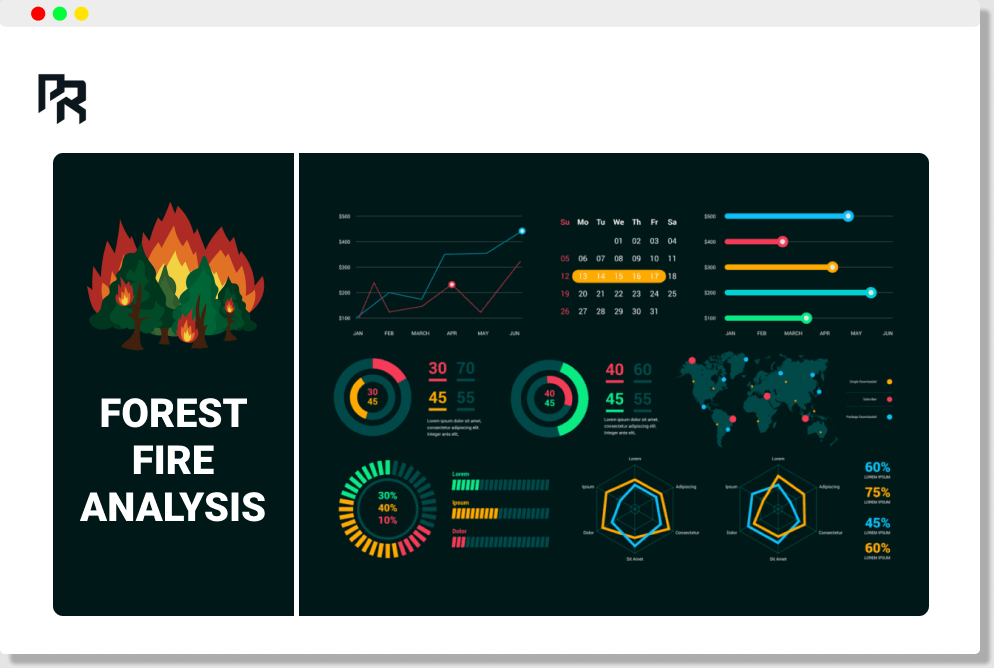 PR
FOREST
FIRE
ANALYSIS
$500
$400
$300
$200
$100
JAN FEB MARCH APR MAY JUN
Su Mo Tu We Th Fr Sa
01 02 03 04
05 06 07 08 09 10 11
12 13 14 15 16 17 18
19 20 21 22 23 24 25
26 27 28 29 30 31
$500
$400
$300
$200
$100
JAN FEB MARCH APR MAY JUN
30
45
30 70
45 55
Lorem ipsum dolor sit amet,
consectetur adipiscing elit.
Integer ante elit,
40
45
40 60
45 55
Lorem ipsum dolor sit amet,
consectetur adipiscing elit.
Integer ante elit,
Single Downloaded
Subscribe
Package Downloaded
30%
40%
10%
Lorem
Ipsum
Dolor
Lorem
Ipsum Adipiscing
Dolor Consectetur
Sit Amet
Lorem
Ipsum Adipiscing
Dolor Consectetur
Sit Amet
60%
LOREM IPSUM
75%
LOREM IPSUM
45%
LOREM IPSUM
60%
LOREM IPSUM